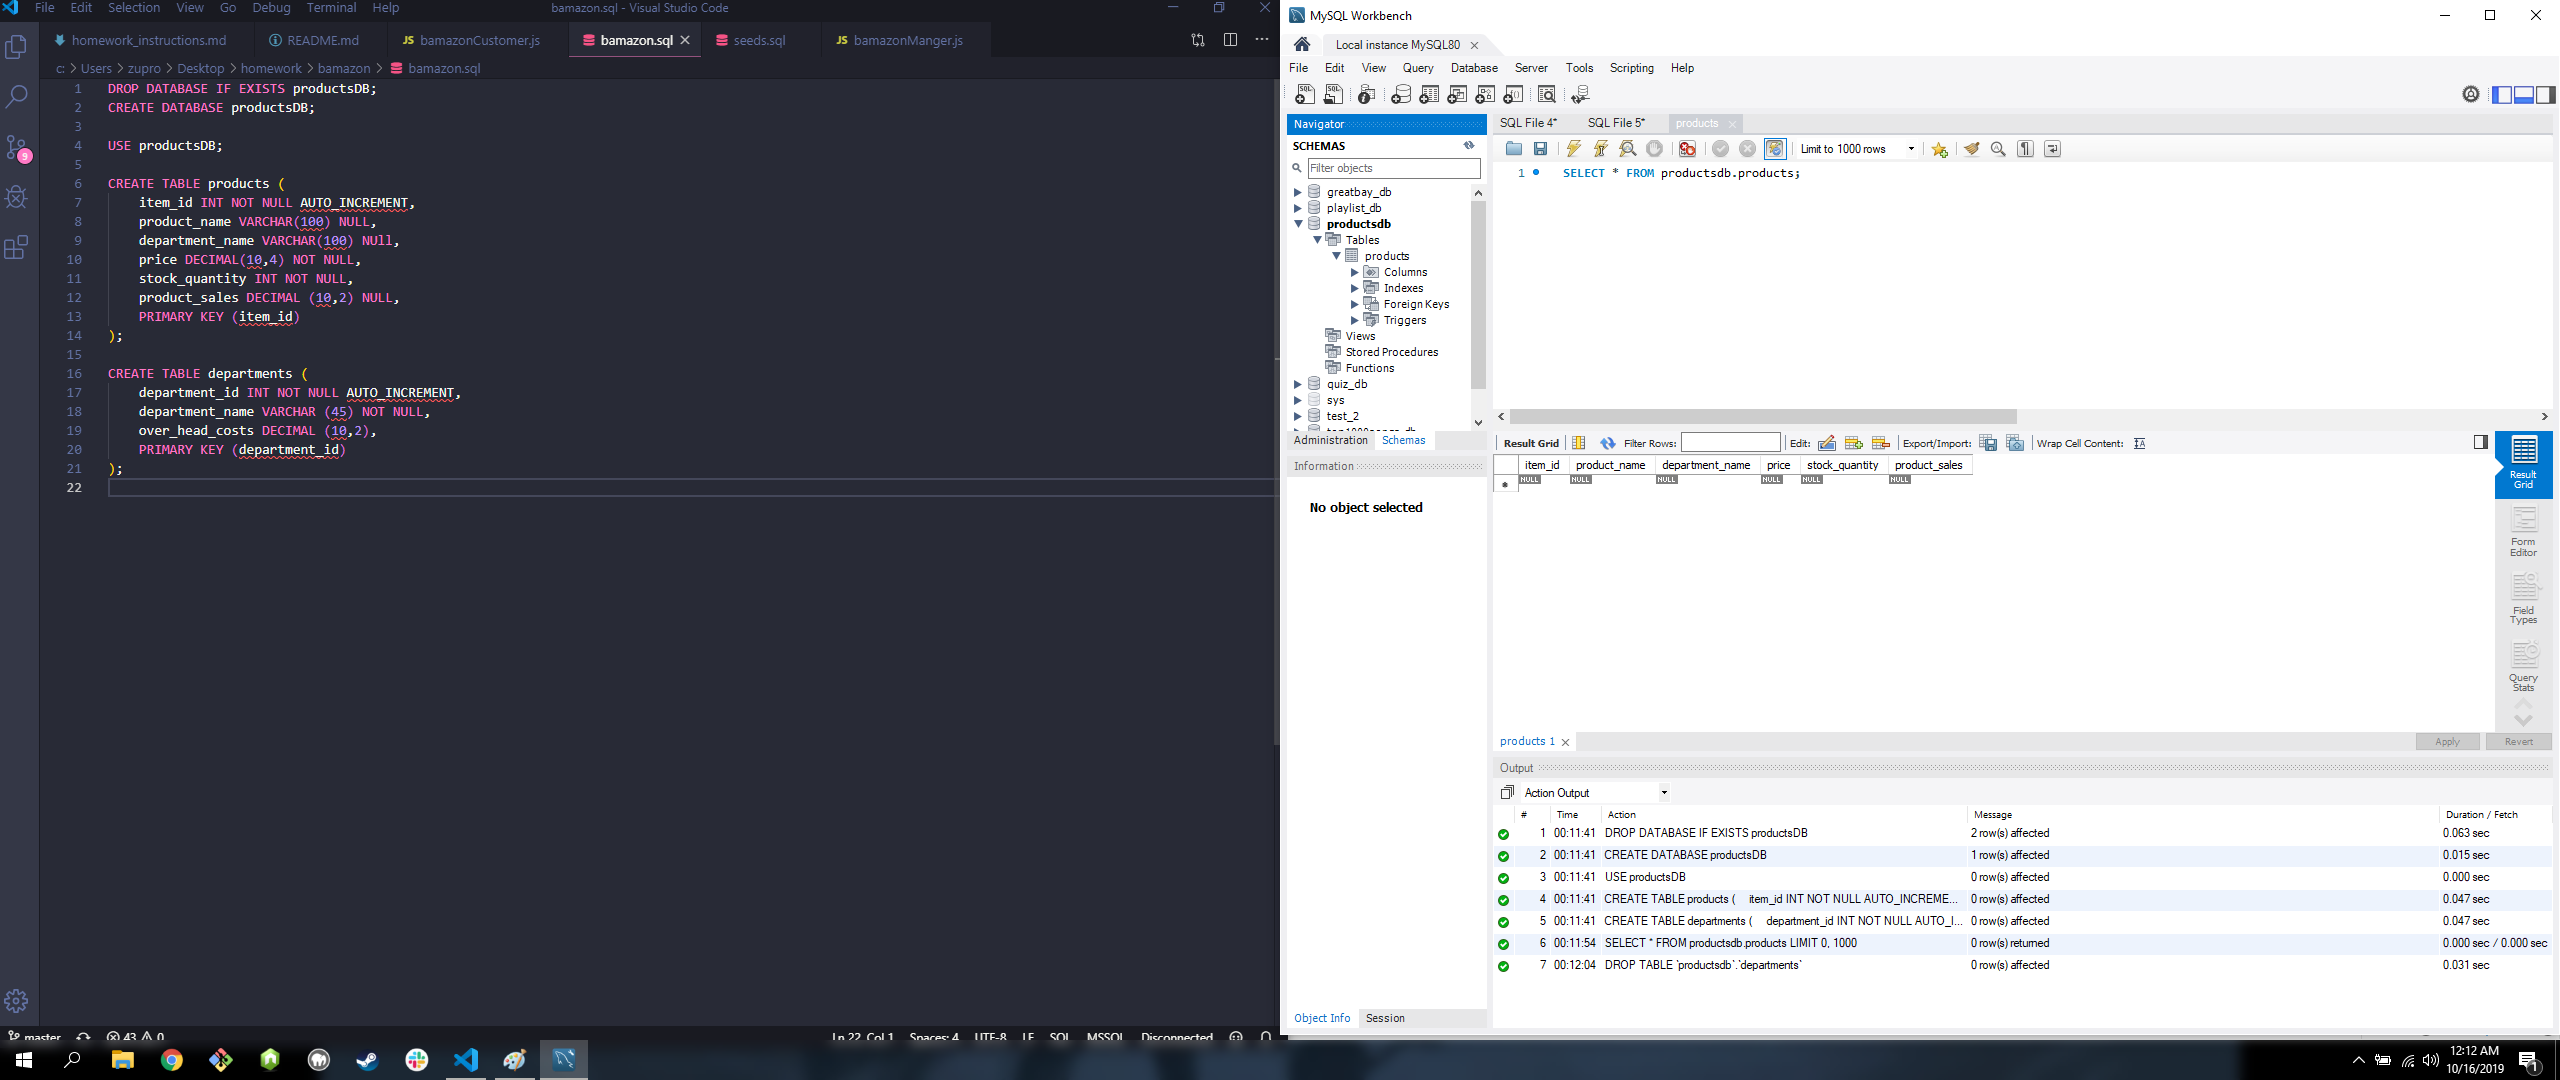 File Edit Selection View Go Debug Terminal Help bamazon.sql - Visual Studio Code
homework_instructions.md README.md JS bamazonCustomer.js bamazon.sql seeds.sql JS bamazonManger.js
c: > Users > zupro > Desktop > homework > bamazon > bamazon.sql
1 DROP DATABASE IF EXISTS productsDB;
2 CREATE DATABASE productsDB;
3
4 USE productsDB;
5
6 CREATE TABLE products (
7 item_id INT NOT NULL AUTO_INCREMENT,
8 product_name VARCHAR(100) NULL,
9 department_name VARCHAR(100) NUll,
10 price DECIMAL(10,4) NOT NULL,
11 stock_quantity INT NOT NULL,
12 product_sales DECIMAL (10,2) NULL,
13 PRIMARY KEY (item_id)
14 );
15
16 CREATE TABLE departments (
17 department_id INT NOT NULL AUTO_INCREMENT,
18 department_name VARCHAR (45) NOT NULL,
19 over_head_costs DECIMAL (10,2),
20 PRIMARY KEY (department_id)
21 );
22
9
master 43 0 Ln 22, Col 1 Spaces: 4 UTF-8 LF SQL MSSQL Disconnected
MySQL Workbench
Local instance MySQL80
File Edit View Query Database Server Tools Scripting Help
Navigator
SCHEMAS
Filter objects
greatbay_db
playlist_db
productsdb
Tables
products
Columns
Indexes
Foreign Keys
Triggers
Views
Stored Procedures
Functions
quiz_db
sys
test_2
Administration Schemas
Information
No object selected
Object Info Session
SQL File 4* SQL File 5* products
Limit to 1000 rows
1 SELECT * FROM productsdb.products;
Result Grid Filter Rows: Edit: Export/Import: Wrap Cell Content:
item_id product_name department_name price stock_quantity product_sales
NULL NULL NULL NULL NULL NULL
Result Grid
Form Editor
Field Types
Query Stats
products 1 Apply Revert
Output
Action Output
# Time Action Message Duration / Fetch
1 00:11:41 DROP DATABASE IF EXISTS productsDB 2 row(s) affected 0.063 sec
2 00:11:41 CREATE DATABASE productsDB 1 row(s) affected 0.015 sec
3 00:11:41 USE productsDB 0 row(s) affected 0.000 sec
4 00:11:41 CREATE TABLE products ( item_id INT NOT NULL AUTO_INCREME... 0 row(s) affected 0.047 sec
5 00:11:41 CREATE TABLE departments ( department_id INT NOT NULL AUTO_I... 0 row(s) affected 0.047 sec
6 00:11:54 SELECT * FROM productsdb.products LIMIT 0, 1000 0 row(s) returned 0.000 sec / 0.000 sec
7 00:12:04 DROP TABLE `productsdb`.`departments` 0 row(s) affected 0.031 sec
12:12 AM
10/16/2019
1